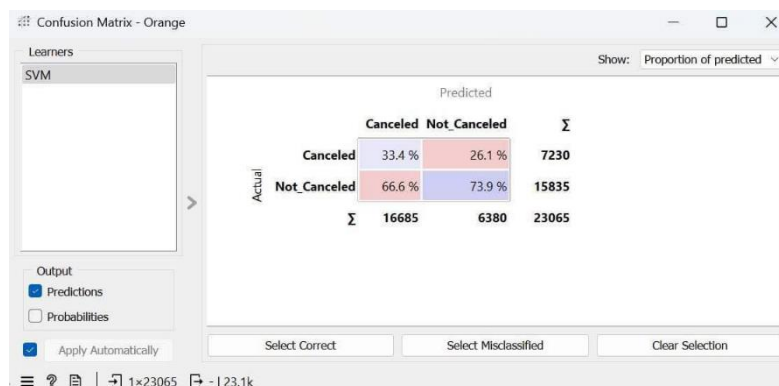 Confusion Matrix - Orange
Learners
SVM
Show: Proportion of predicted
Predicted
Canceled Not_Canceled Σ
Canceled 33.4 % 26.1 % 7230
Actual
Not_Canceled 66.6 % 73.9 % 15835
Σ 16685 6380 23065
Output
Predictions
Probabilities
Apply Automatically
Select Correct Select Misclassified Clear Selection
1×23065 - | 23.1k